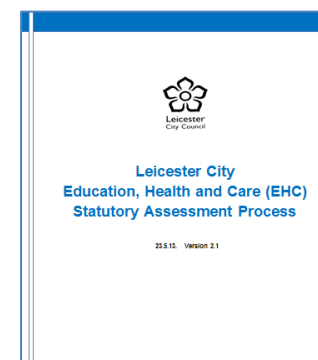 Leicester
City Council
Leicester City
Education, Health and Care (EHC)
Statutory Assessment Process
23.5.13. Version 2.1